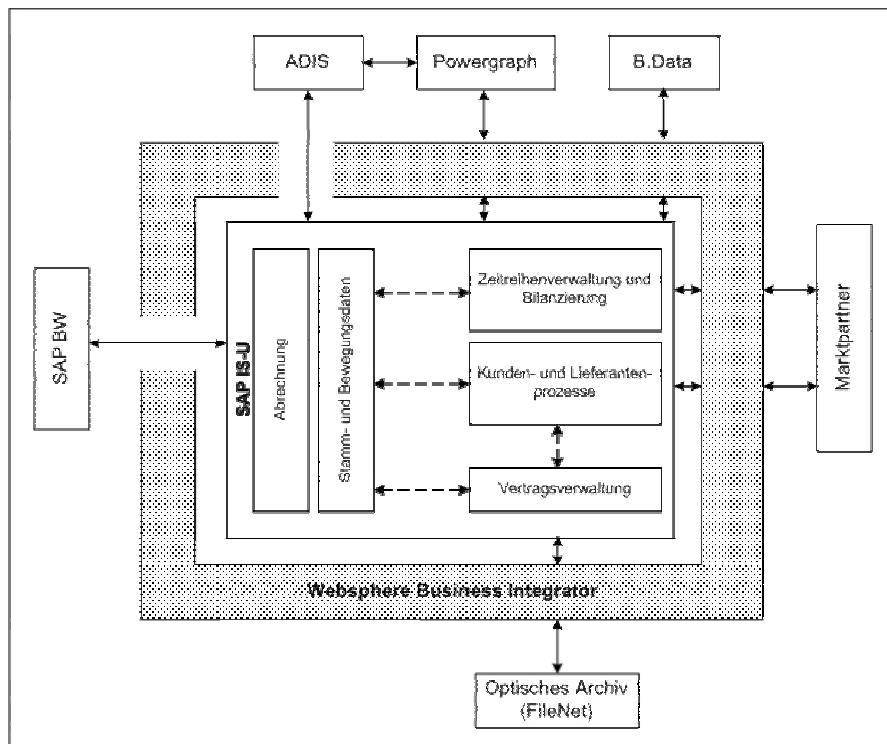 ADIS
Powergraph
B.Data
SAP BW
SAP IS-U
Abrechnung
Stamm- und Bewegungsdaten
Zeitreihenverwaltung und
Bilanzierung
Kunden- und Lieferanten-
prozesse
Vertragsverwaltung
Marktpartner
Websphere Business Integrator
Optisches Archiv
(FileNet)